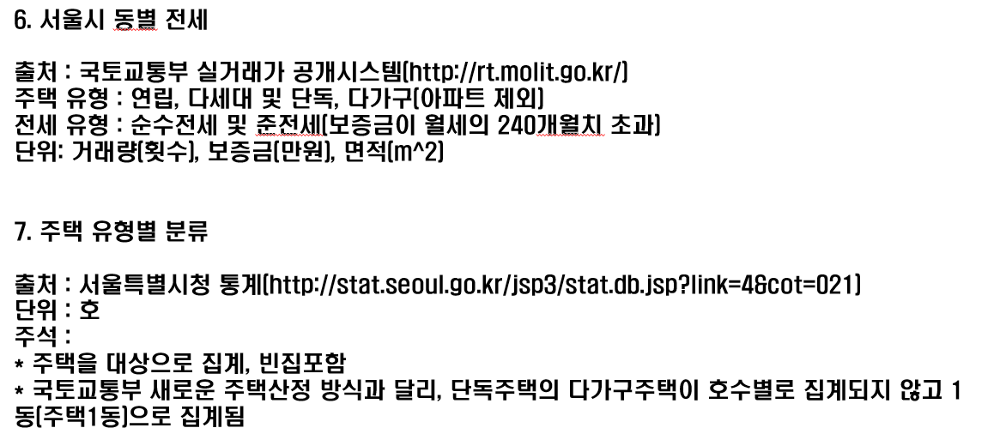 6. 서울시 동별 전세
출처 : 국토교통부 실거래가 공개시스템(http://rt.molit.go.kr/)
주택 유형 : 연립, 다세대 및 단독, 다가구(아파트 제외)
전세 유형 : 순수전세 및 준전세(보증금이 월세의 240개월치 초과)
단위: 거래량(횟수), 보증금(만원), 면적(m^2)
7. 주택 유형별 분류
출처 : 서울특별시청 통계(http://stat.seoul.go.kr/jsp3/stat.db.jsp?link=4&cot=021)
단위 : 호
주석 :
* 주택을 대상으로 집계, 빈집포함
* 국토교통부 새로운 주택산정 방식과 달리, 단독주택의 다가구주택이 호수별로 집계되지 않고 1
동(주택1동)으로 집계됨